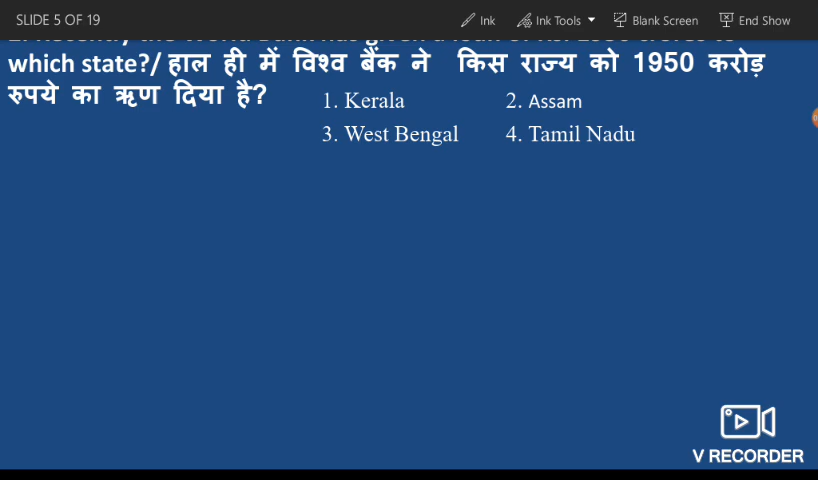 SLIDE 5 OF 19 Ink Ink Tools Blank Screen End Show
which state?/ हाल ही में विश्व बैंक ने किस राज्य को 1950 करोड़
रुपये का ऋण दिया है?
1. Kerala 2. Assam
3. West Bengal 4. Tamil Nadu
V RECORDER